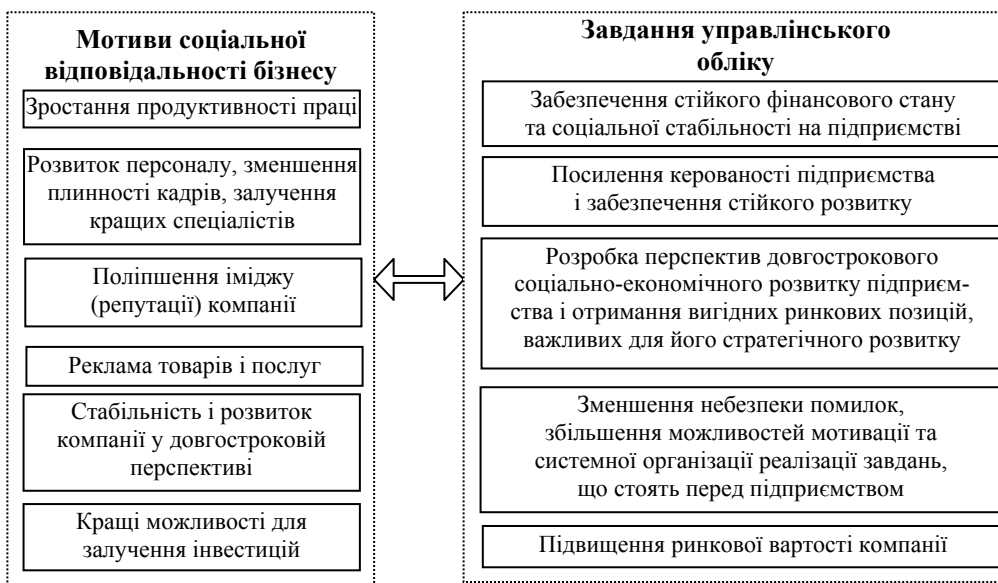 Мотиви соціальної
відповідальності бізнесу
Зростання продуктивності праці
Розвиток персоналу, зменшення
плинності кадрів, залучення
кращих спеціалістів
Поліпшення іміджу
(репутації) компанії
Реклама товарів і послуг
Стабільність і розвиток
компанії у довгостроковій
перспективі
Кращі можливості для
залучення інвестицій
Завдання управлінського
обліку
Забезпечення стійкого фінансового стану
та соціальної стабільності на підприємстві
Посилення керованості підприємства
і забезпечення стійкого розвитку
Розробка перспектив довгострокового
соціально-економічного розвитку підприєм-
ства і отримання вигідних ринкових позицій,
важливих для його стратегічного розвитку
Зменшення небезпеки помилок,
збільшення можливостей мотивації та
системної організації реалізації завдань,
що стоять перед підприємством
Підвищення ринкової вартості компанії